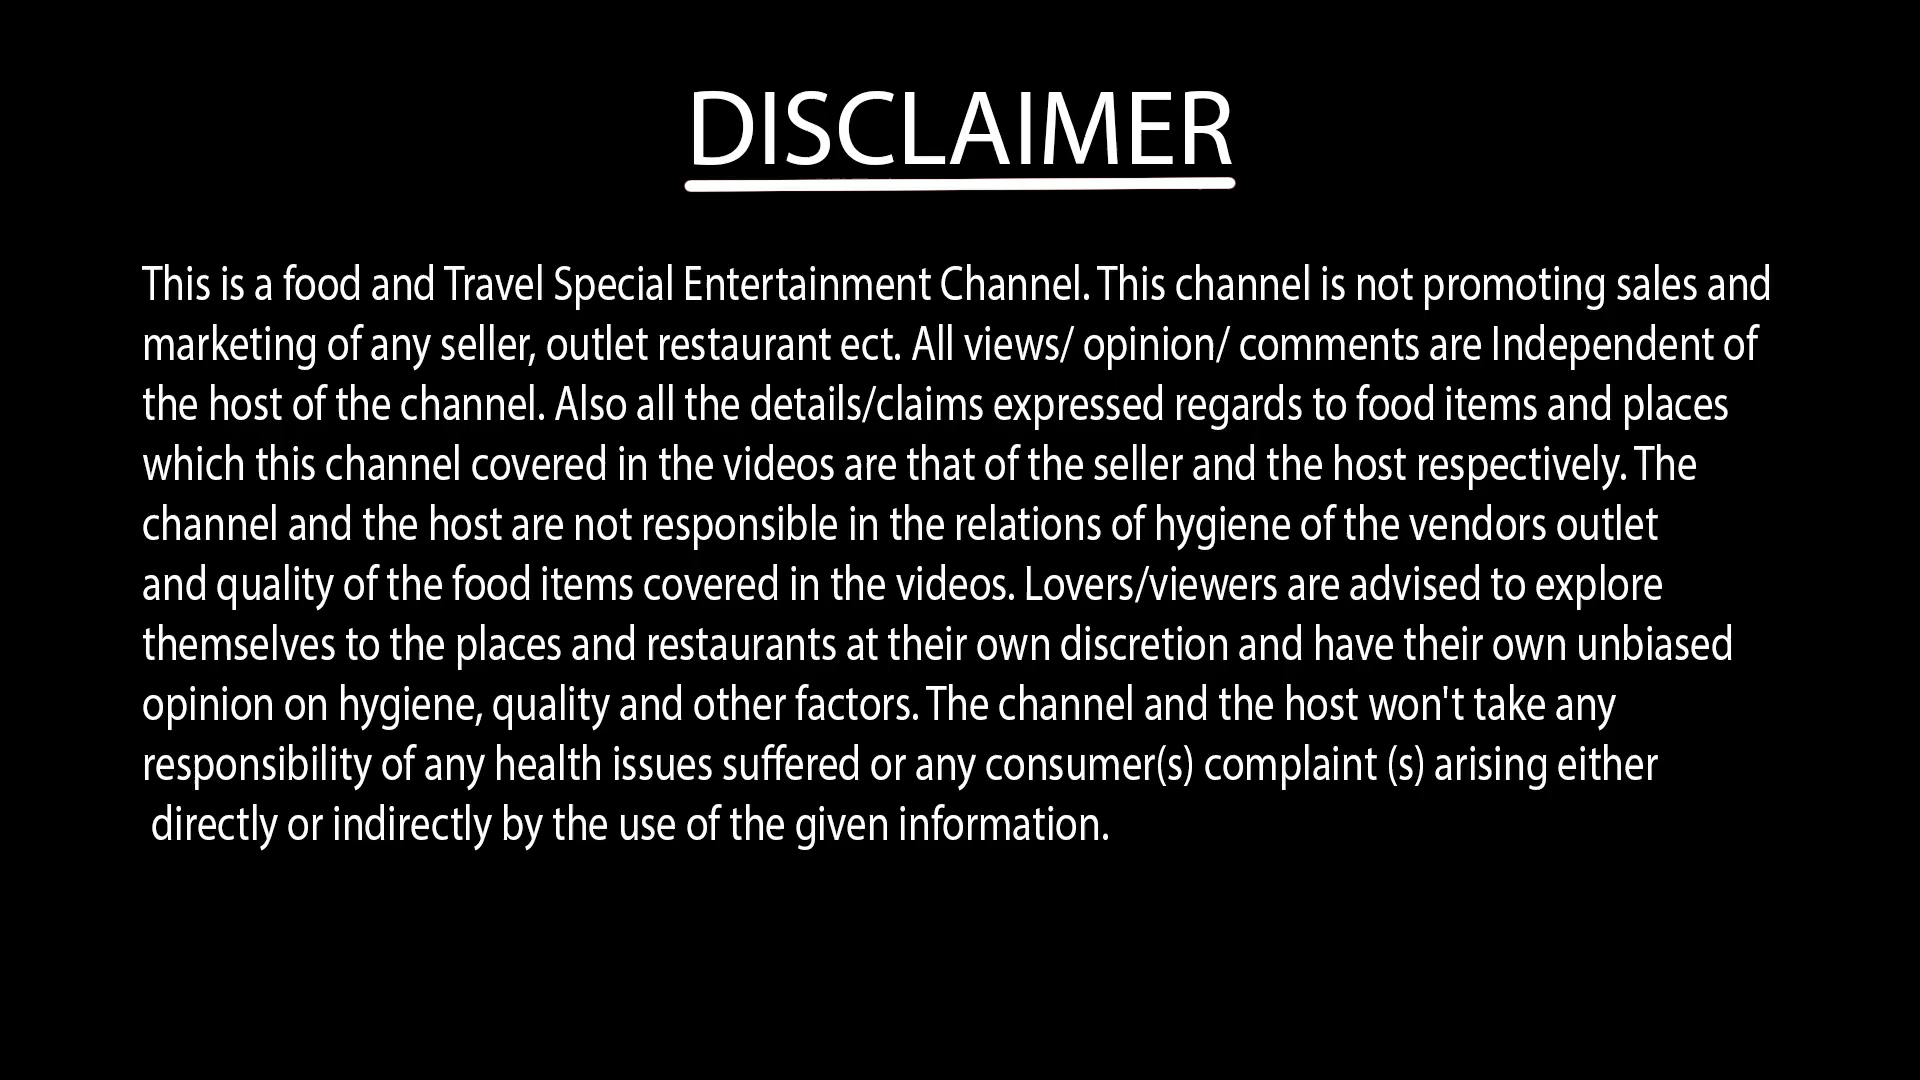 DISCLAIMER
This is a food and Travel Special Entertainment Channel. This channel is not promoting sales and
marketing of any seller, outlet restaurant ect. All views/ opinion/ comments are Independent of
the host of the channel. Also all the details/claims expressed regards to food items and places
which this channel covered in the videos are that of the seller and the host respectively. The
channel and the host are not responsible in the relations of hygiene of the vendors outlet
and quality of the food items covered in the videos. Lovers/viewers are advised to explore
themselves to the places and restaurants at their own discretion and have their own unbiased
opinion on hygiene, quality and other factors. The channel and the host won't take any
responsibility of any health issues suffered or any consumer(s) complaint (s) arising either
directly or indirectly by the use of the given information.